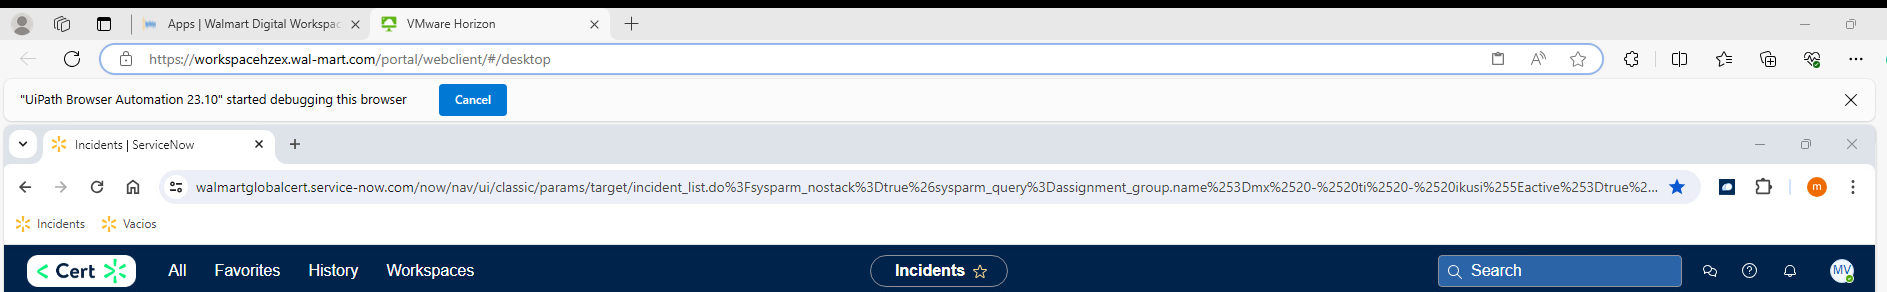 Apps | Walmart Digital Workspac
VMware Horizon
https://workspacehzex.wal-mart.com/portal/webclient/#/desktop
"UiPath Browser Automation 23.10" started debugging this browser
Cancel
Incidents | ServiceNow
walmartglobalcert.service-now.com/now/nav/ui/classic/params/target/incident_list.do%3Fsysparm_nostack%3Dtrue%26sysparm_query%3Dassignment_group.name%253Dmx%2520-%2520ti%2520-%2520ikusi%255Eactive%253Dtrue%2...
m
Incidents Vacios
Cert All Favorites History Workspaces Incidents Search MV